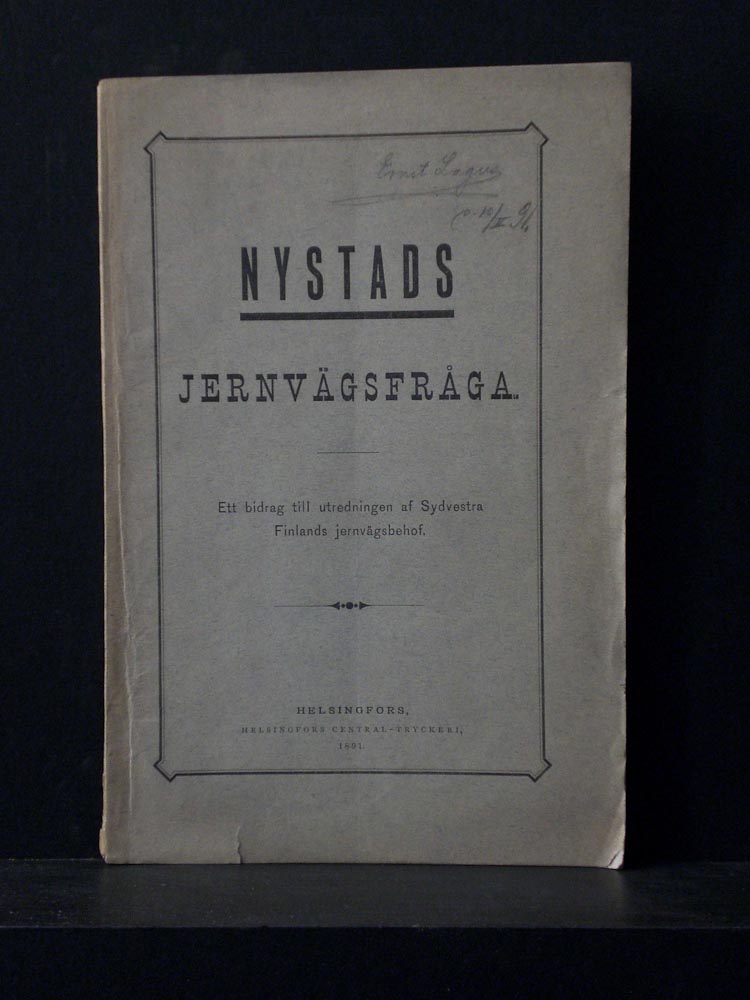 NYSTADS
JERNVÄGSFRÅGA.
Ett bidrag till utredningen af Sydvestra
Finlands jernvägsbehof.
HELSINGFORS,
HELSINGFORS CENTRAL-TRYCKERI,
1891.